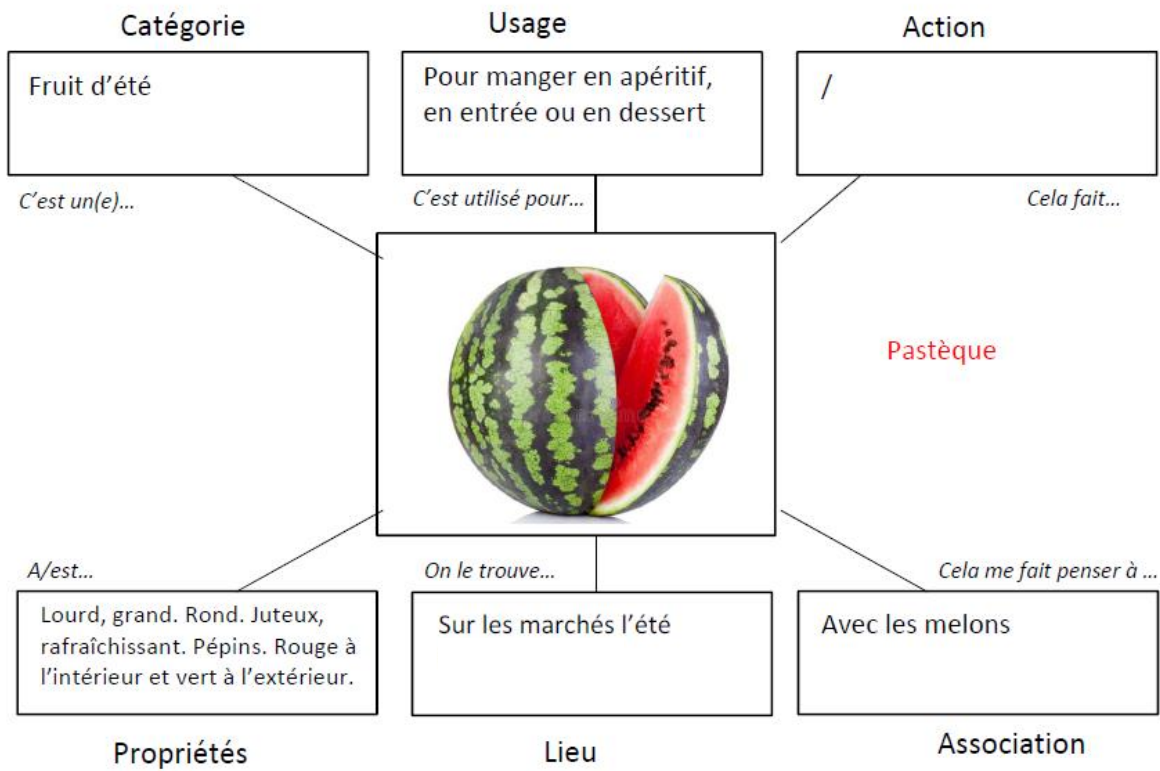 Catégorie
Usage
Action
Fruit d’été
Pour manger en apéritif,
en entrée ou en dessert
/
C’est un(e)…
C’est utilisé pour…
Cela fait…
Pastèque
A/est…
On le trouve…
Cela me fait penser à …
Lourd, grand. Rond. Juteux,
rafraîchissant. Pépins. Rouge à
l’intérieur et vert à l’extérieur.
Sur les marchés l’été
Avec les melons
Propriétés
Lieu
Association